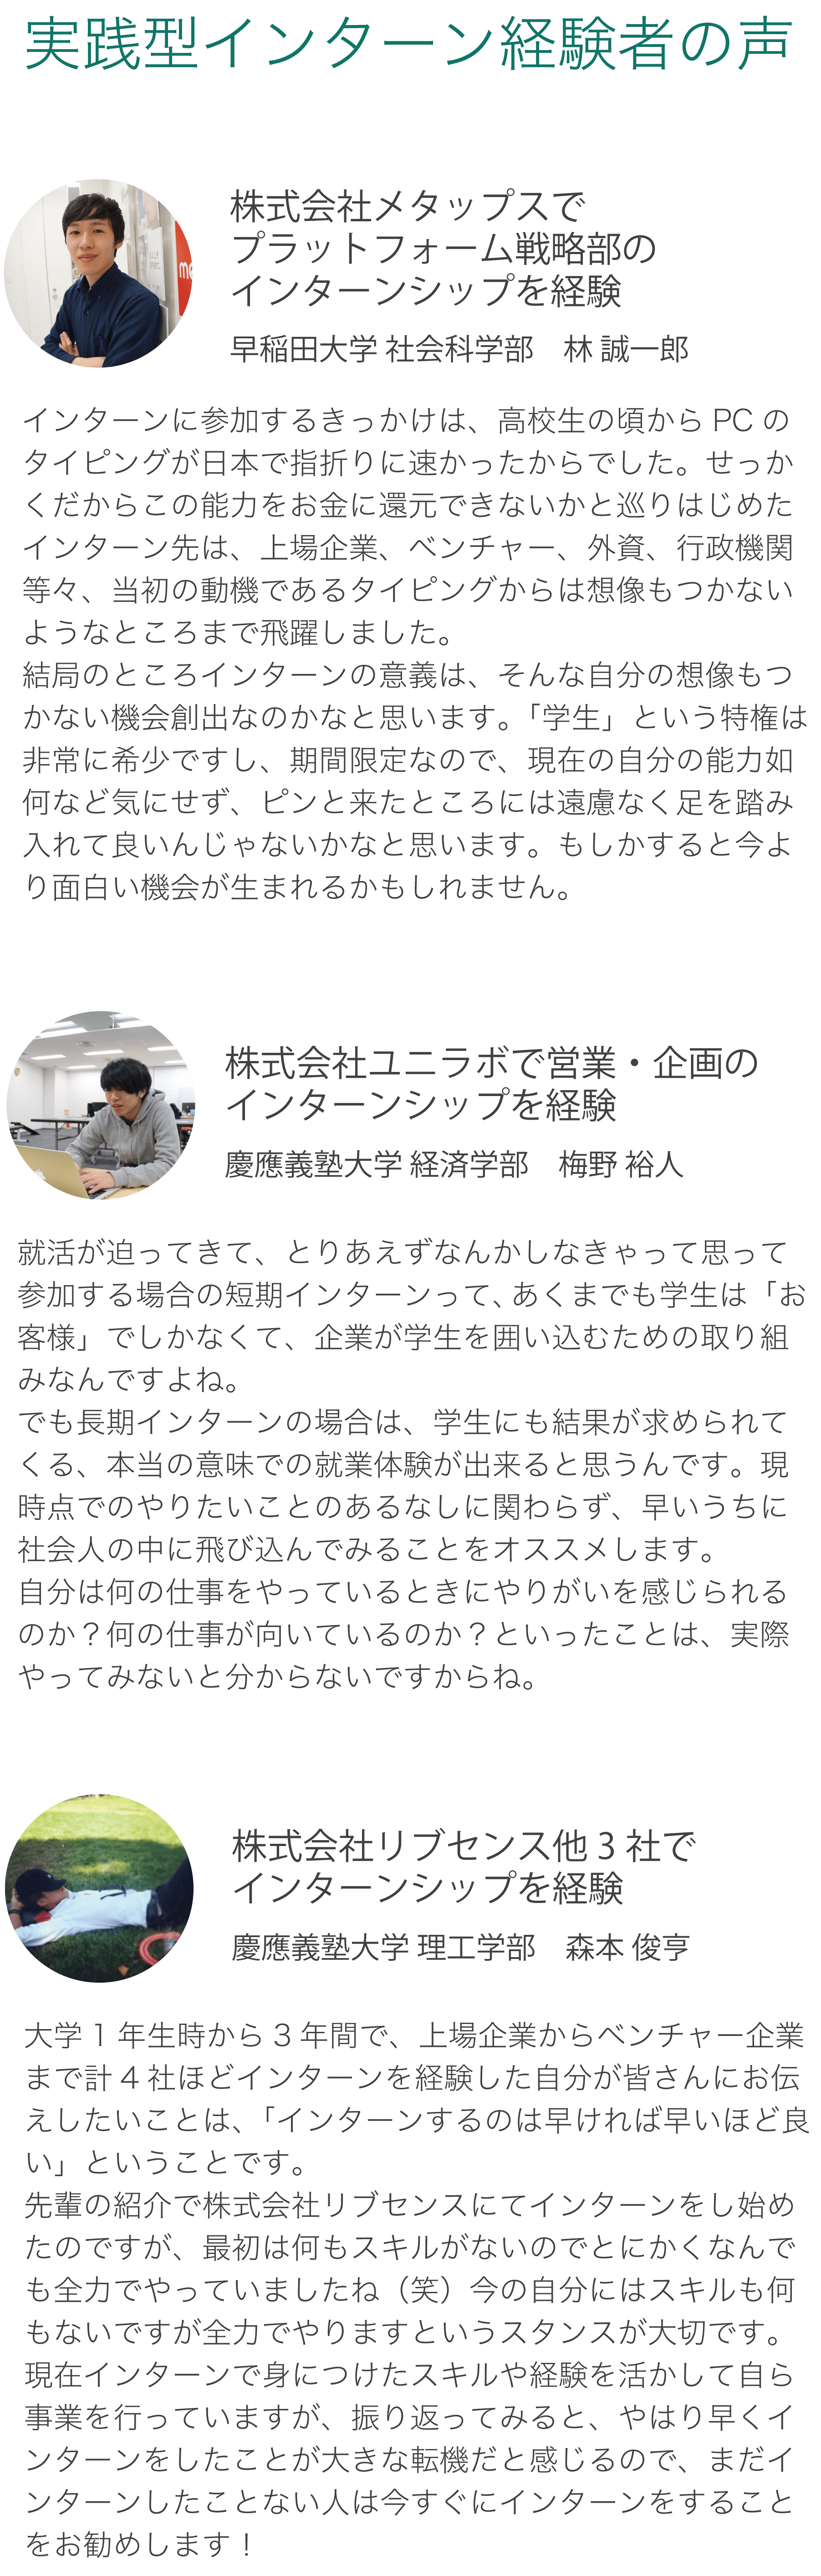 実践型インターン経験者の声
株式会社メタップスで
プラットフォーム戦略部の
インターンシップを経験
早稲田大学 社会科学部　林 誠一郎
インターンに参加するきっかけは、高校生の頃から PC の
タイピングが日本で指折りに速かったからでした。せっか
くだからこの能力をお金に還元できないかと巡りはじめた
インターン先は、上場企業、ベンチャー、外資、行政機関
等々、当初の動機であるタイピングからは想像もつかない
ようなところまで飛躍しました。
結局のところインターンの意義は、そんな自分の想像もつ
かない機会創出なのかなと思います。「学生」という特権は
非常に希少ですし、期間限定なので、現在の自分の能力如
何など気にせず、ピンと来たところには遠慮なく足を踏み
入れて良いんじゃないかなと思います。もしかすると今よ
り面白い機会が生まれるかもしれません。
株式会社ユニラボで営業・企画の
インターンシップを経験
慶應義塾大学 経済学部　梅野 裕人
就活が迫ってきて、とりあえずなんかしなきゃって思って
参加する場合の短期インターンって、あくまでも学生は「お
客様」でしかなくて、企業が学生を囲い込むための取り組
みなんですよね。
でも長期インターンの場合は、学生にも結果が求められて
くる、本当の意味での就業体験が出来ると思うんです。現
時点でのやりたいことのあるなしに関わらず、早いうちに
社会人の中に飛び込んでみることをオススメします。
自分は何の仕事をやっているときにやりがいを感じられる
のか？何の仕事が向いているのか？といったことは、実際
やってみないと分からないですからね。
株式会社リブセンス他 3 社で
インターンシップを経験
慶應義塾大学 理工学部　森本 俊亨
大学 1 年生時から 3 年間で、上場企業からベンチャー企業
まで計 4 社ほどインターンを経験した自分が皆さんにお伝
えしたいことは、「インターンするのは早ければ早いほど良
い」ということです。
先輩の紹介で株式会社リブセンスにてインターンをし始め
たのですが、最初は何もスキルがないのでとにかくなんで
も全力でやっていましたね（笑）今の自分にはスキルも何
もないですが全力でやりますというスタンスが大切です。
現在インターンで身につけたスキルや経験を活かして自ら
事業を行っていますが、振り返ってみると、やはり早くイ
ンターンをしたことが大きな転機だと感じるので、まだイ
ンターンしたことない人は今すぐにインターンをすること
をお勧めします！